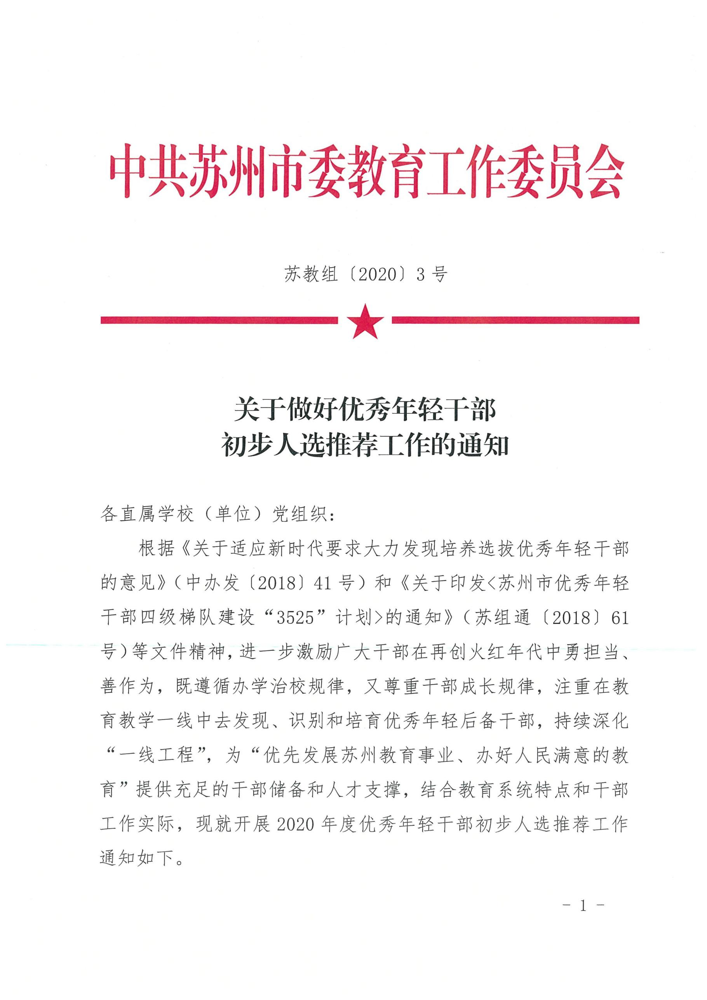 中共苏州市委教育工作委员会
苏教组〔2020〕3号
关于做好优秀年轻干部
初步人选推荐工作的通知
各直属学校（单位）党组织：
根据《关于适应新时代要求大力发现培养选拔优秀年轻干部
的意见》（中办发〔2018〕41号）和《关于印发<苏州市优秀年轻
干部四级梯队建设“3525”计划>的通知》（苏组通〔2018〕61
号）等文件精神，进一步激励广大干部在再创火红年代中勇担当、
善作为，既遵循办学治校规律，又尊重干部成长规律，注重在教
育教学一线中去发现、识别和培育优秀年轻后备干部，持续深化
“一线工程”，为“优先发展苏州教育事业、办好人民满意的教
育”提供充足的干部储备和人才支撑，结合教育系统特点和干部
工作实际，现就开展2020年度优秀年轻干部初步人选推荐工作
通知如下。
- 1 -